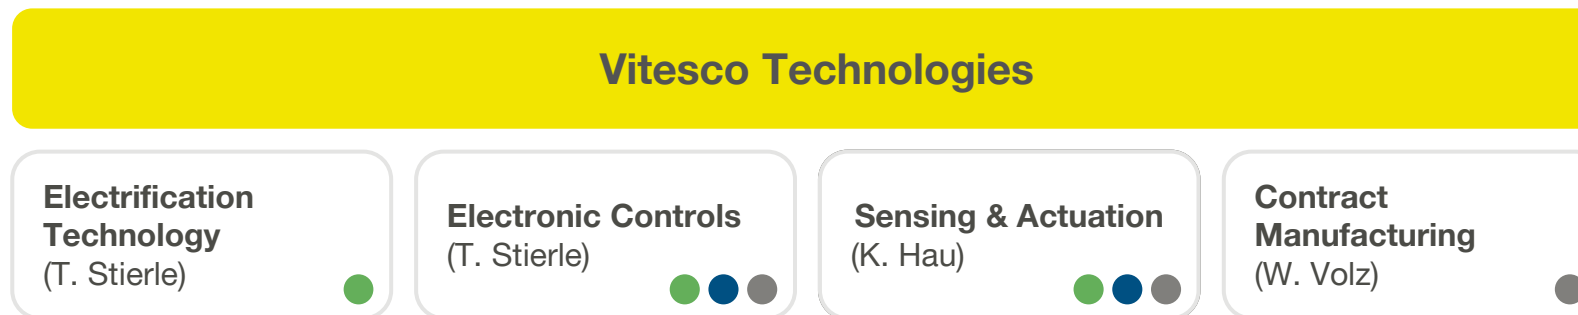 Vitesco Technologies
Electrification
Technology
(T. Stierle)
Electronic Controls
(T. Stierle)
Sensing & Actuation
(K. Hau)
Contract
Manufacturing
(W. Volz)